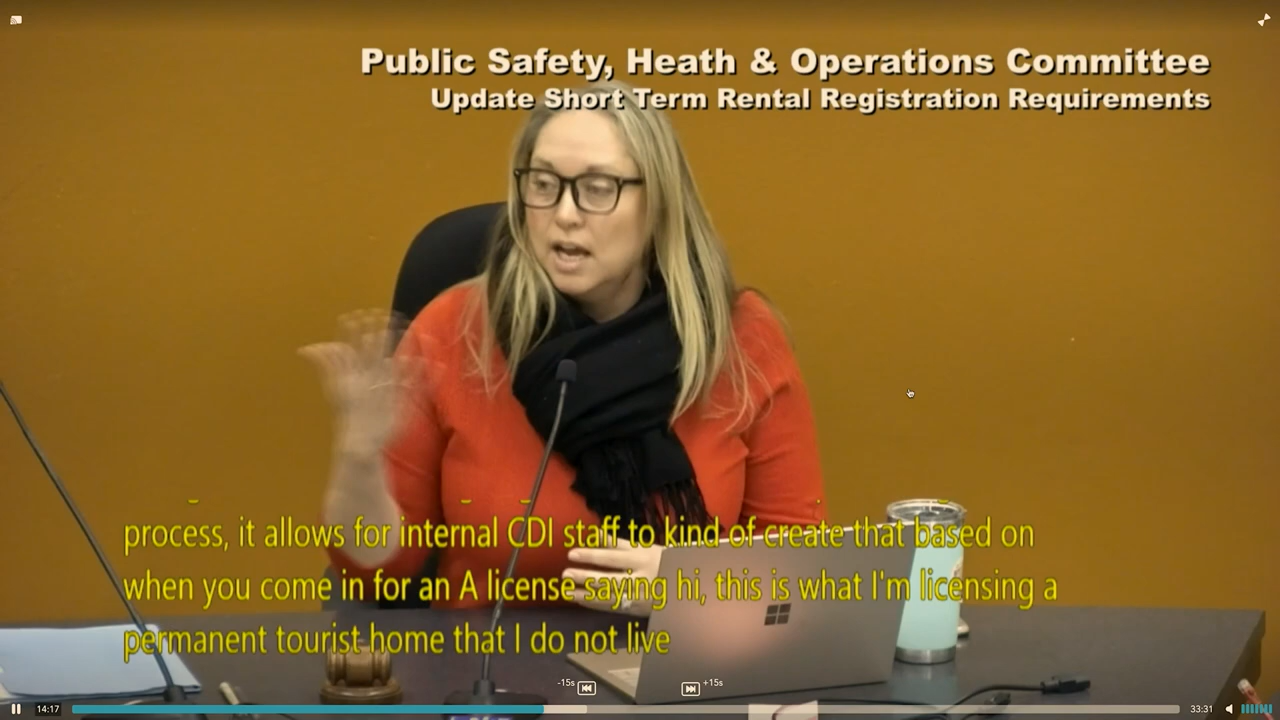 Public Safety, Heath & Operations Committee
Update Short Term Rental Registration Requirements
process, it allows for internal CDI staff to kind of create that based on
when you come in for an A license saying hi, this is what I'm licensing a
permanent tourist home that I do not live
-15s
+15s
14:17
33:31